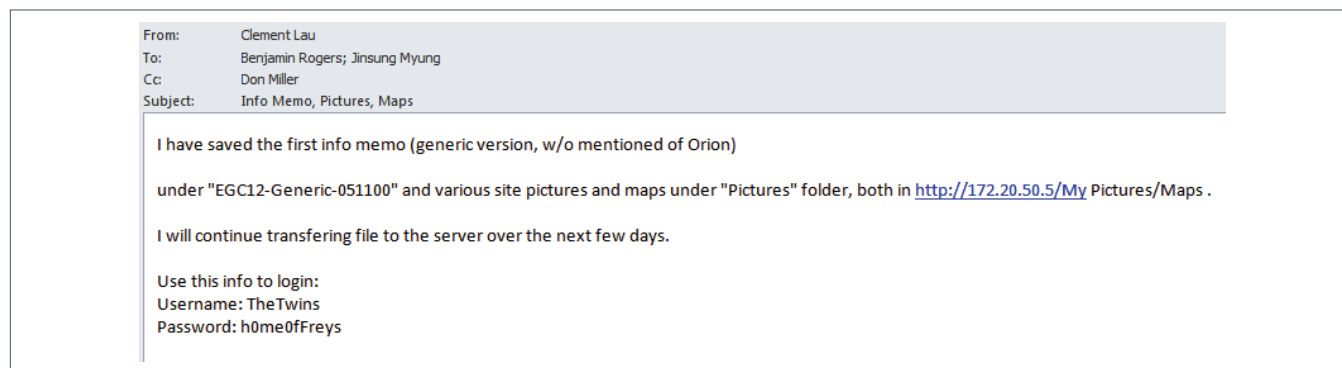 From: Clement Lau
To: Benjamin Rogers; Jinsung Myung
Cc: Don Miller
Subject: Info Memo, Pictures, Maps
I have saved the first info memo (generic version, w/o mentioned of Orion)
under "EGC12-Generic-051100" and various site pictures and maps under "Pictures" folder, both in http://172.20.50.5/My Pictures/Maps .
I will continue transfering file to the server over the next few days.
Use this info to login:
Username: TheTwins
Password: h0me0fFreys